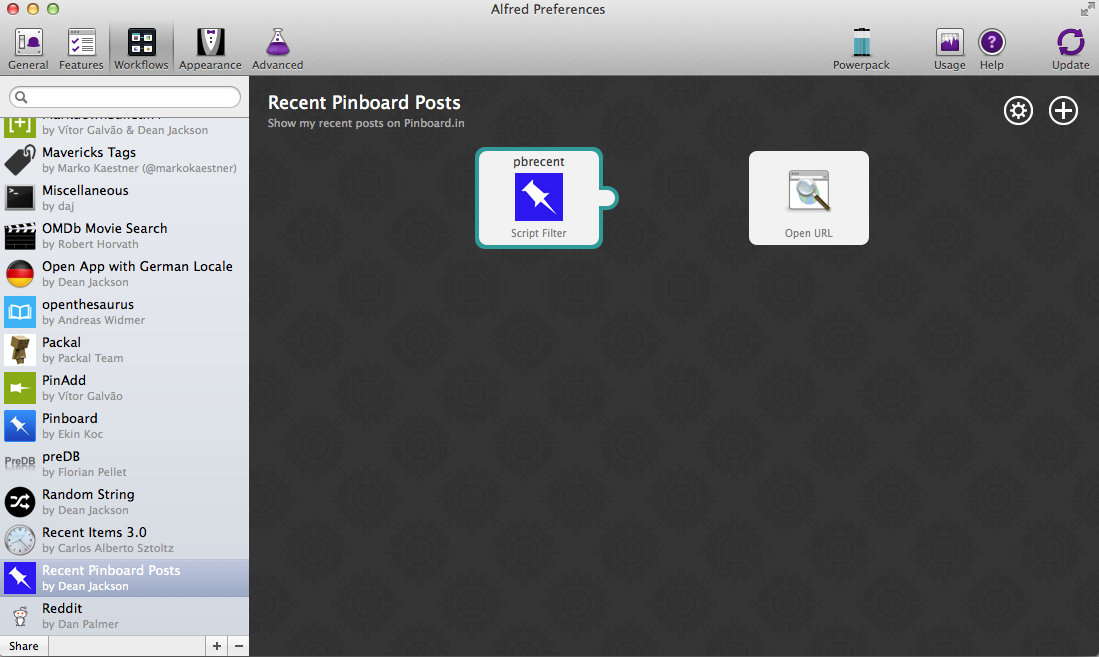 Alfred Preferences
General
Features
Workflows
Appearance
Advanced
Powerpack
Usage
Help
Update
by Vítor Galvão & Dean Jackson
Mavericks Tags
by Marko Kaestner (@markokaestner)
Miscellaneous
by daj
OMDb Movie Search
by Robert Horvath
Open App with German Locale
by Dean Jackson
openthesaurus
by Andreas Widmer
Packal
by Packal Team
PinAdd
by Vítor Galvão
Pinboard
by Ekin Koc
PreDB
preDB
by Florian Pellet
Random String
by Dean Jackson
Recent Items 3.0
by Carlos Alberto Sztoltz
Recent Pinboard Posts
by Dean Jackson
Reddit
by Dan Palmer
Share
Recent Pinboard Posts
Show my recent posts on Pinboard.in
pbrecent
Script Filter
Open URL